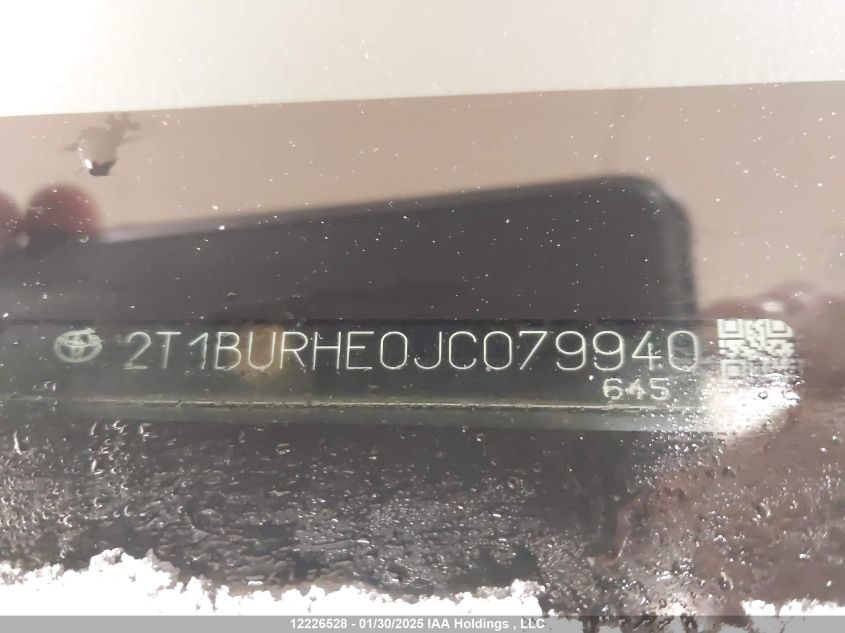 2T1BURHE0JC079940
645
12226528 - 01/30/2025 IAA Holdings , LLC